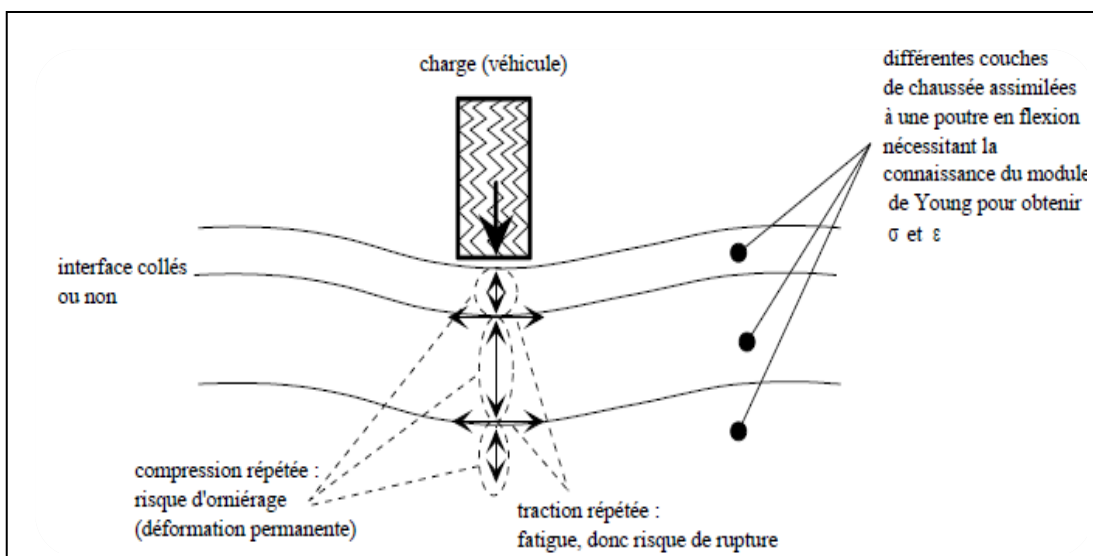 charge (véhicule)
différentes couches
de chaussée assimilées
à une poutre en flexion
nécessitant la
connaissance du module
de Young pour obtenir
σ et ε
interface collés
ou non
compression répétée :
risque d'orniérage
(déformation permanente)
traction répétée :
fatigue, donc risque de rupture